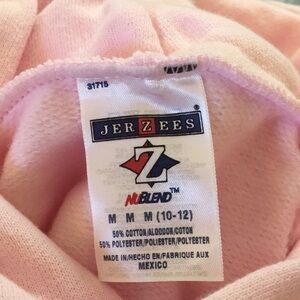 31715
JERZEES®
Z
NUBLEND™
M M M (10-12)
50% COTTON/ALGODON/COTON
50% POLYESTER/POLIESTER/POLYESTER
MADE IN/HECHO EN/FABRIQUE AUX
MEXICO